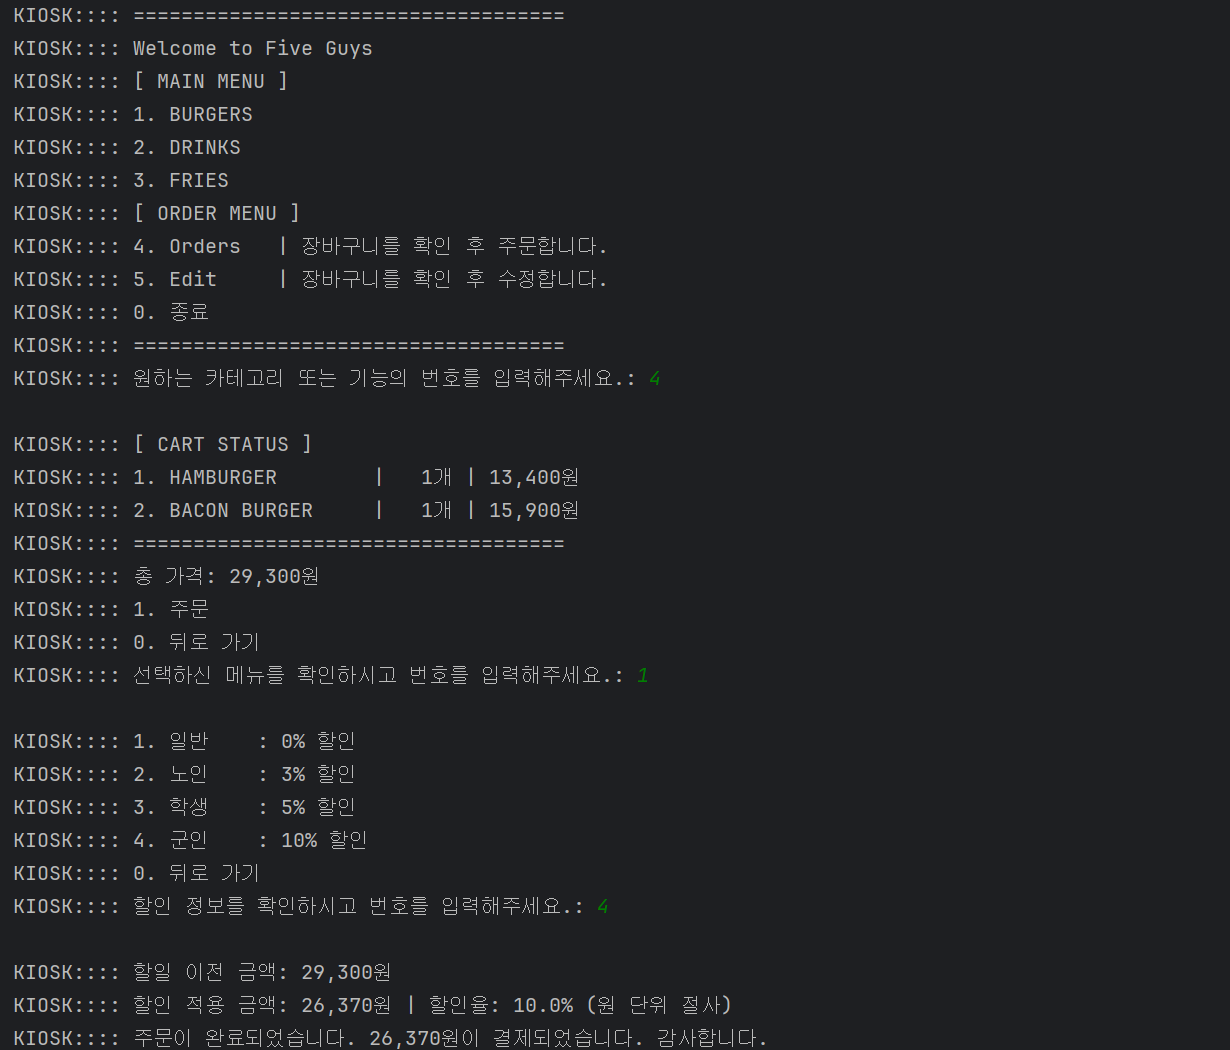 KIOSK:::: ====================================
KIOSK:::: Welcome to Five Guys
KIOSK:::: [ MAIN MENU ]
KIOSK:::: 1. BURGERS
KIOSK:::: 2. DRINKS
KIOSK:::: 3. FRIES
KIOSK:::: [ ORDER MENU ]
KIOSK:::: 4. Orders   | 장바구니를 확인 후 주문합니다.
KIOSK:::: 5. Edit     | 장바구니를 확인 후 수정합니다.
KIOSK:::: 0. 종료
KIOSK:::: ====================================
KIOSK:::: 원하는 카테고리 또는 기능의 번호를 입력해주세요.: 4
KIOSK:::: [ CART STATUS ]
KIOSK:::: 1. HAMBURGER        |   1개 | 13,400원
KIOSK:::: 2. BACON BURGER     |   1개 | 15,900원
KIOSK:::: ====================================
KIOSK:::: 총 가격: 29,300원
KIOSK:::: 1. 주문
KIOSK:::: 0. 뒤로 가기
KIOSK:::: 선택하신 메뉴를 확인하시고 번호를 입력해주세요.: 1
KIOSK:::: 1. 일반    : 0% 할인
KIOSK:::: 2. 노인    : 3% 할인
KIOSK:::: 3. 학생    : 5% 할인
KIOSK:::: 4. 군인    : 10% 할인
KIOSK:::: 0. 뒤로 가기
KIOSK:::: 할인 정보를 확인하시고 번호를 입력해주세요.: 4
KIOSK:::: 할일 이전 금액: 29,300원
KIOSK:::: 할인 적용 금액: 26,370원 | 할인율: 10.0% (원 단위 절사)
KIOSK:::: 주문이 완료되었습니다. 26,370원이 결제되었습니다. 감사합니다.